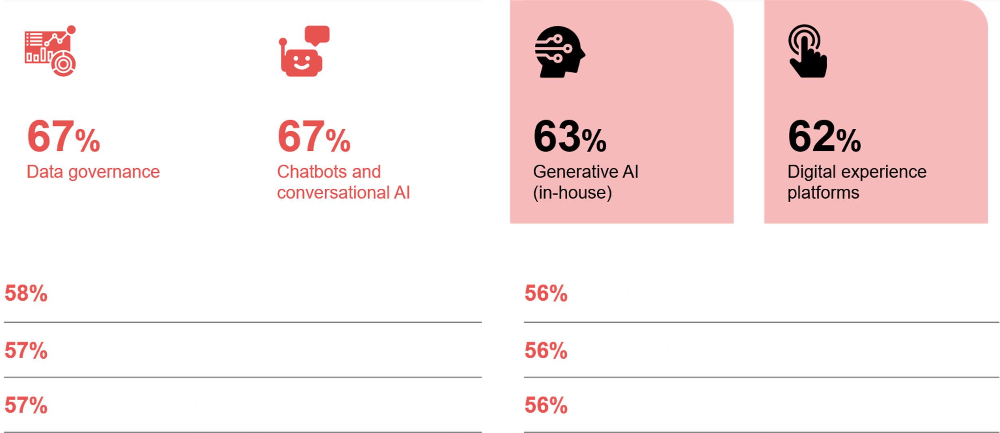 67%
Data governance
67%
Chatbots and
conversational AI
63%
Generative AI
(in-house)
62%
Digital experience
platforms
58%
57%
57%
56%
56%
56%